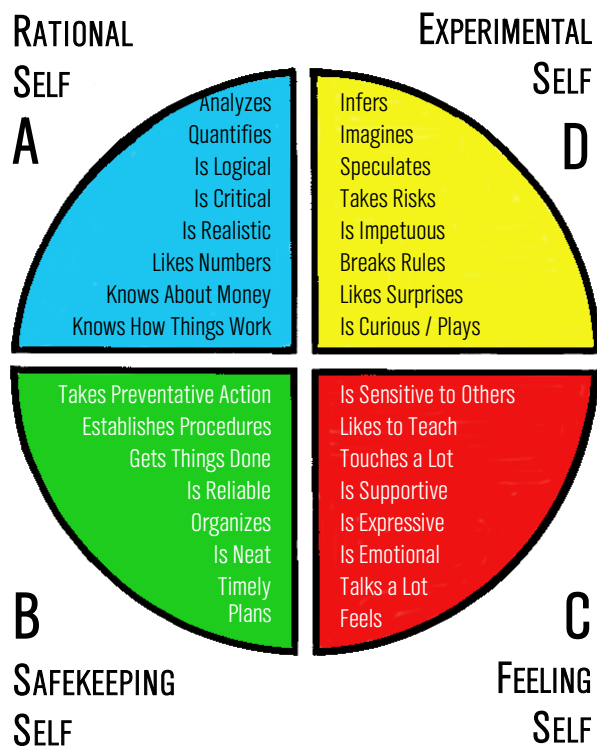 RATIONAL
SELF
A
Analyzes
Quantifies
Is Logical
Is Critical
Is Realistic
Likes Numbers
Knows About Money
Knows How Things Work
EXPERIMENTAL
SELF
D
Infers
Imagines
Speculates
Takes Risks
Is Impetuous
Breaks Rules
Likes Surprises
Is Curious / Plays
Takes Preventative Action
Establishes Procedures
Gets Things Done
Is Reliable
Organizes
Is Neat
Timely
Plans
B
SAFEKEEPING
SELF
Is Sensitive to Others
Likes to Teach
Touches a Lot
Is Supportive
Is Expressive
Is Emotional
Talks a Lot
Feels
C
FEELING
SELF